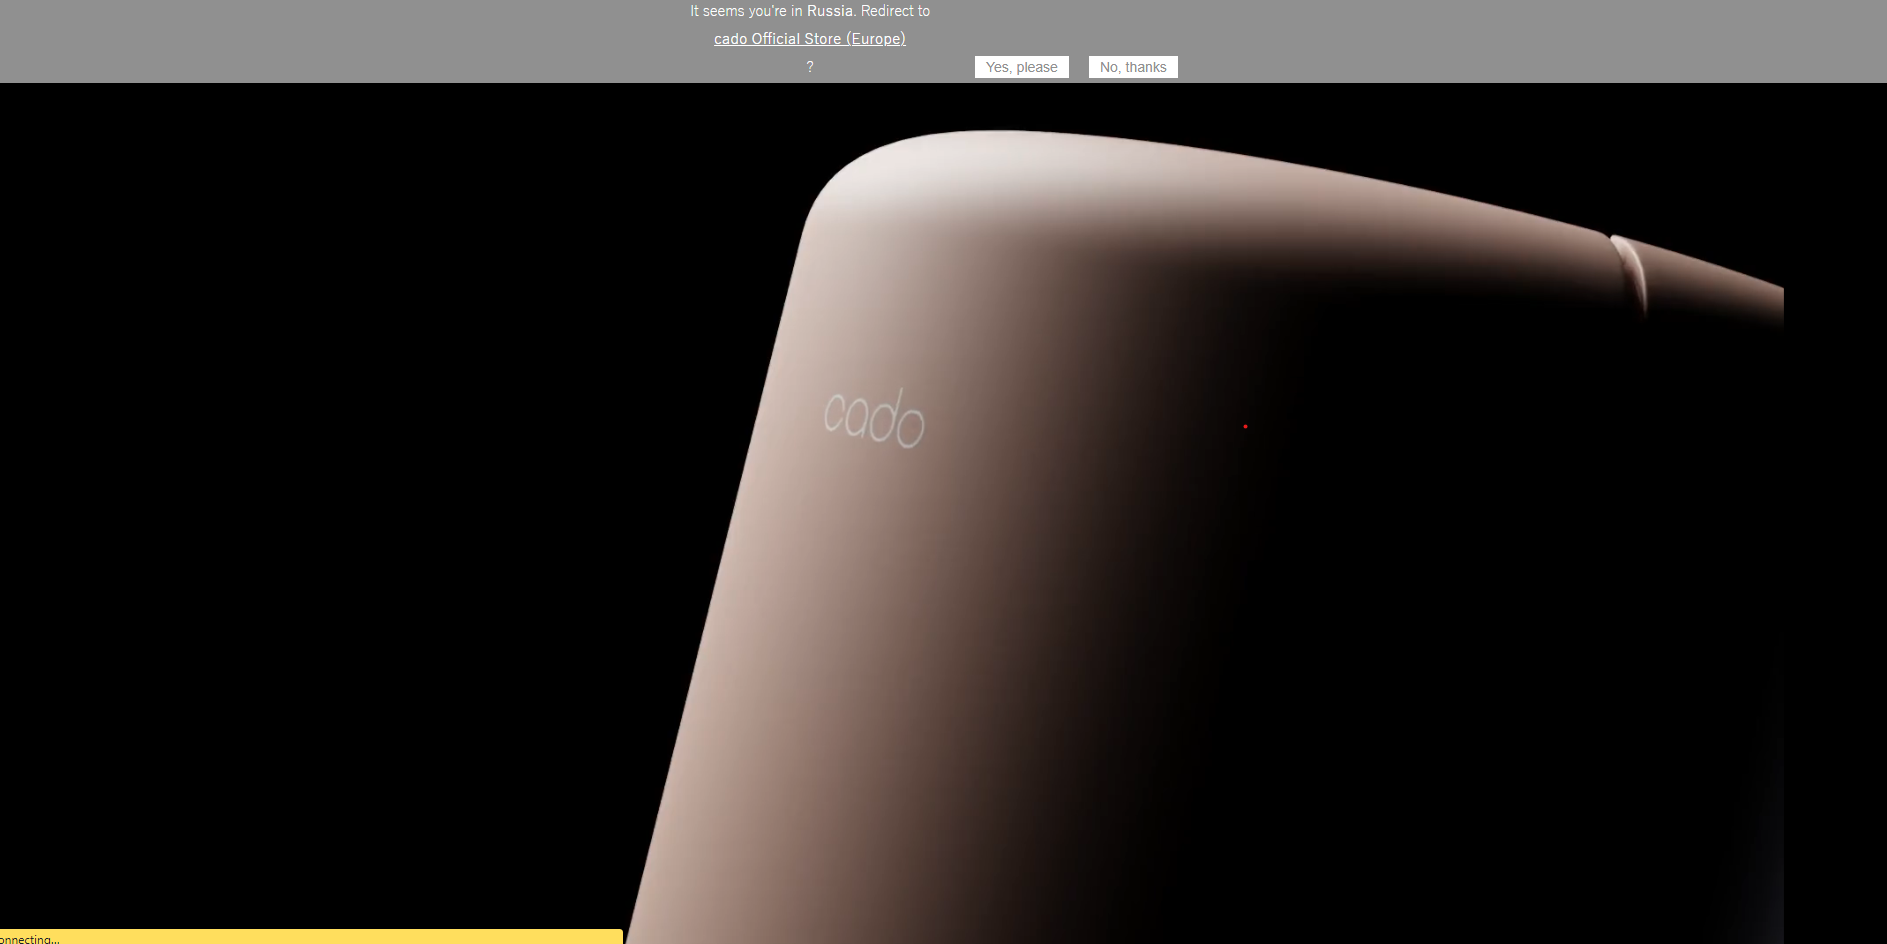 It seems you're in Russia. Redirect to
cado Official Store (Europe)
?
Yes, please
No, thanks
cado
onnecting...